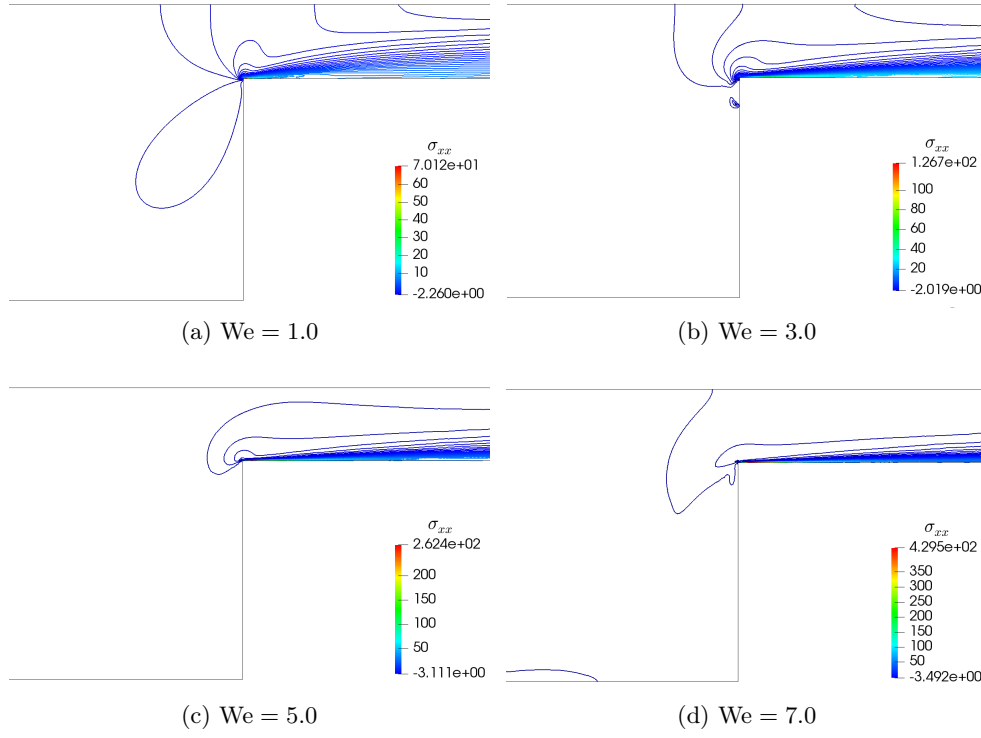 σxx
7.012e+01
60
50
40
30
20
10
-2.260e+00
(a) We = 1.0
σxx
1.267e+02
100
80
60
40
20
-2.019e+00
(b) We = 3.0
σxx
2.624e+02
200
150
100
50
-3.111e+00
(c) We = 5.0
σxx
4.295e+02
350
300
250
200
150
100
50
-3.492e+00
(d) We = 7.0